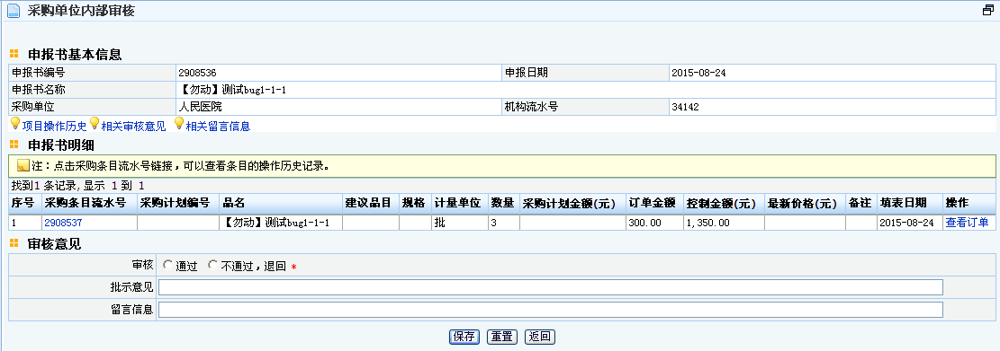 采购单位内部审核
申报书基本信息
申报书编号 2908536 申报日期 2015-08-24
申报书名称 【勿动】测试bug1-1-1
采购单位 人民医院 机构流水号 34142
项目操作历史 相关审核意见 相关留言信息
申报书明细
注：点击采购条目流水号链接，可以查看条目的操作历史记录。
找到1 条记录,显示 1 到 1
序号 采购条目流水号 采购计划编号 品名 建议品目 规格 计量单位 数量 采购计划金额(元) 订单金额 控制金额(元) 最新价格(元) 备注 填表日期 操作
1 2908537 【勿动】测试bug1-1-1 批 3 300.00 1,350.00 2015-08-24 查看订单
审核意见
审核 通过 不通过，退回 *
批示意见
留言信息
保存 重置 返回